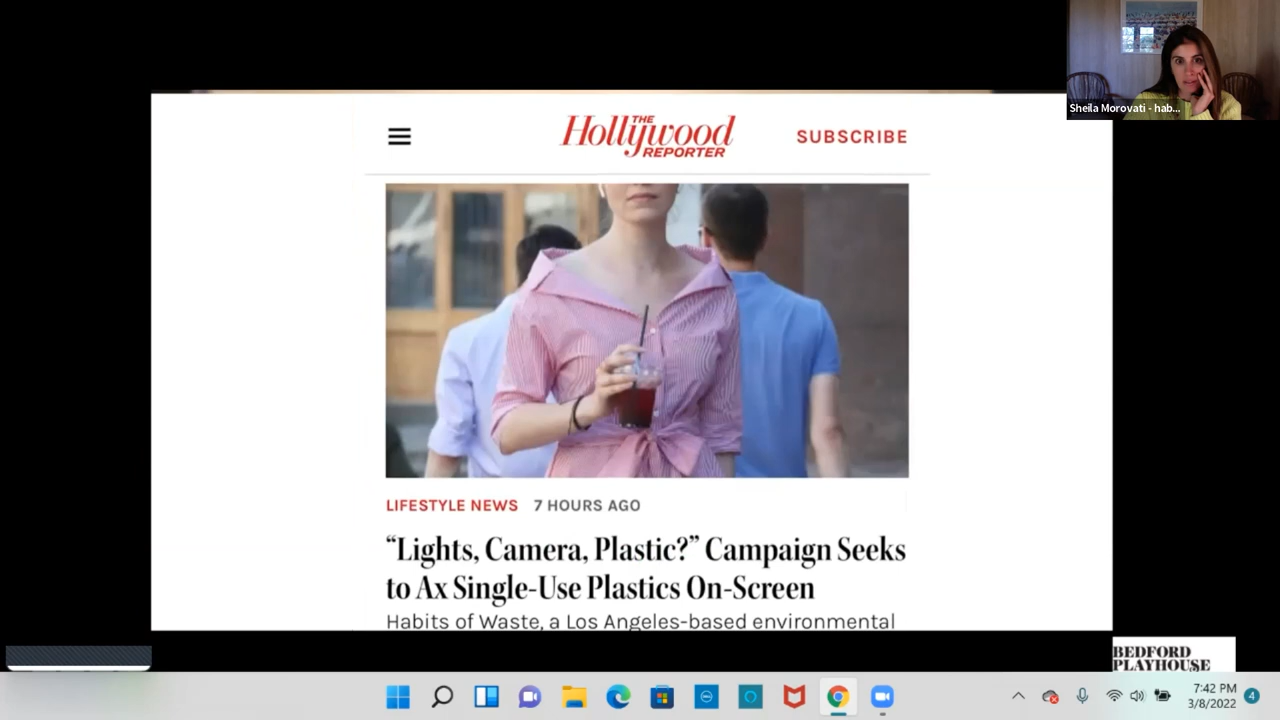 Sheila Morovati - hab...
THE
Hollywood
REPORTER
SUBSCRIBE
LIFESTYLE NEWS 7 HOURS AGO
“Lights, Camera, Plastic?” Campaign Seeks
to Ax Single-Use Plastics On-Screen
Habits of Waste, a Los Angeles-based environmental
BEDFORD
PLAYHOUSE
7:42 PM
3/8/2022
4